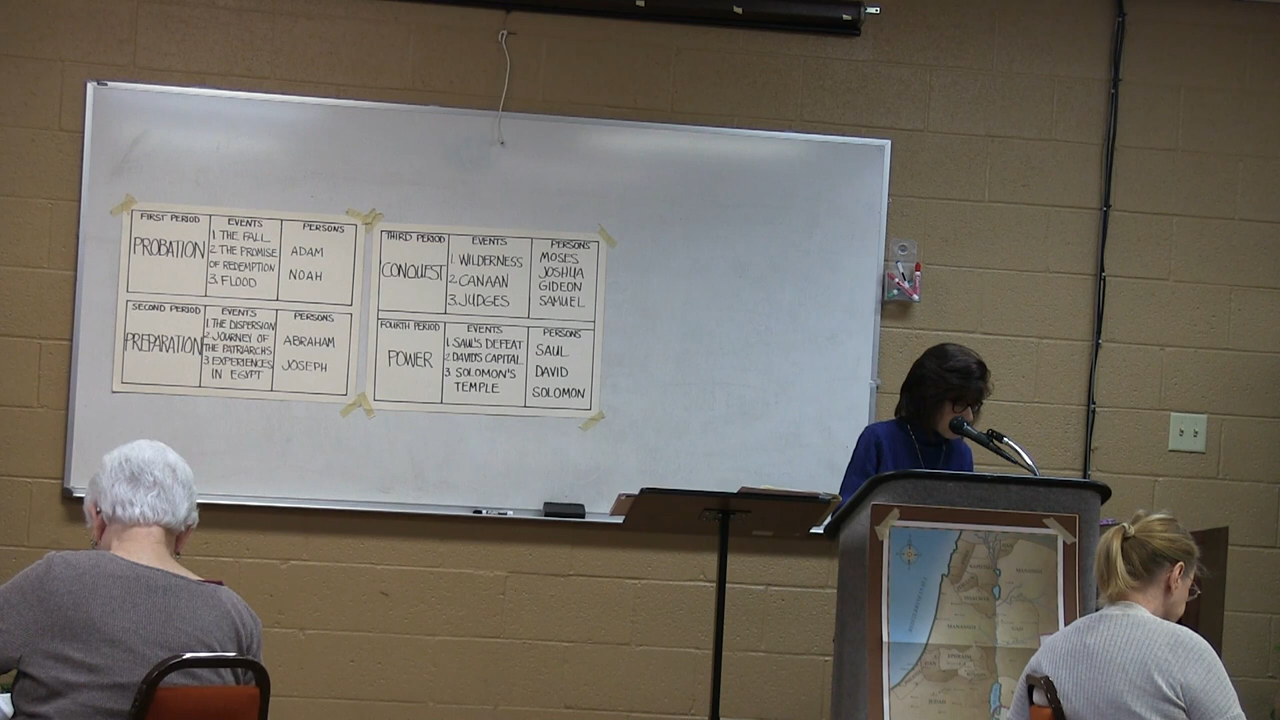 FIRST PERIOD
PROBATION
EVENTS
1 THE FALL
2 THE PROMISE
OF REDEMPTION
3. FLOOD
PERSONS
ADAM
NOAH
SECOND PERIOD
PREPARATION
EVENTS
1. THE DISPERSION
2 JOURNEY OF
THE PATRIARCHS
3 EXPERIENCES
IN EGYPT
PERSONS
ABRAHAM
JOSEPH
THIRD PERIOD
CONQUEST
EVENTS
1. WILDERNESS
2 CANAAN
3. JUDGES
PERSONS
MOSES
JOSHUA
GIDEON
SAMUEL
FOURTH PERIOD
POWER
EVENTS
1 SAUL'S DEFEAT
2 DAVID'S CAPITAL
3 SOLOMON'S
TEMPLE
PERSONS
SAUL
DAVID
SOLOMON